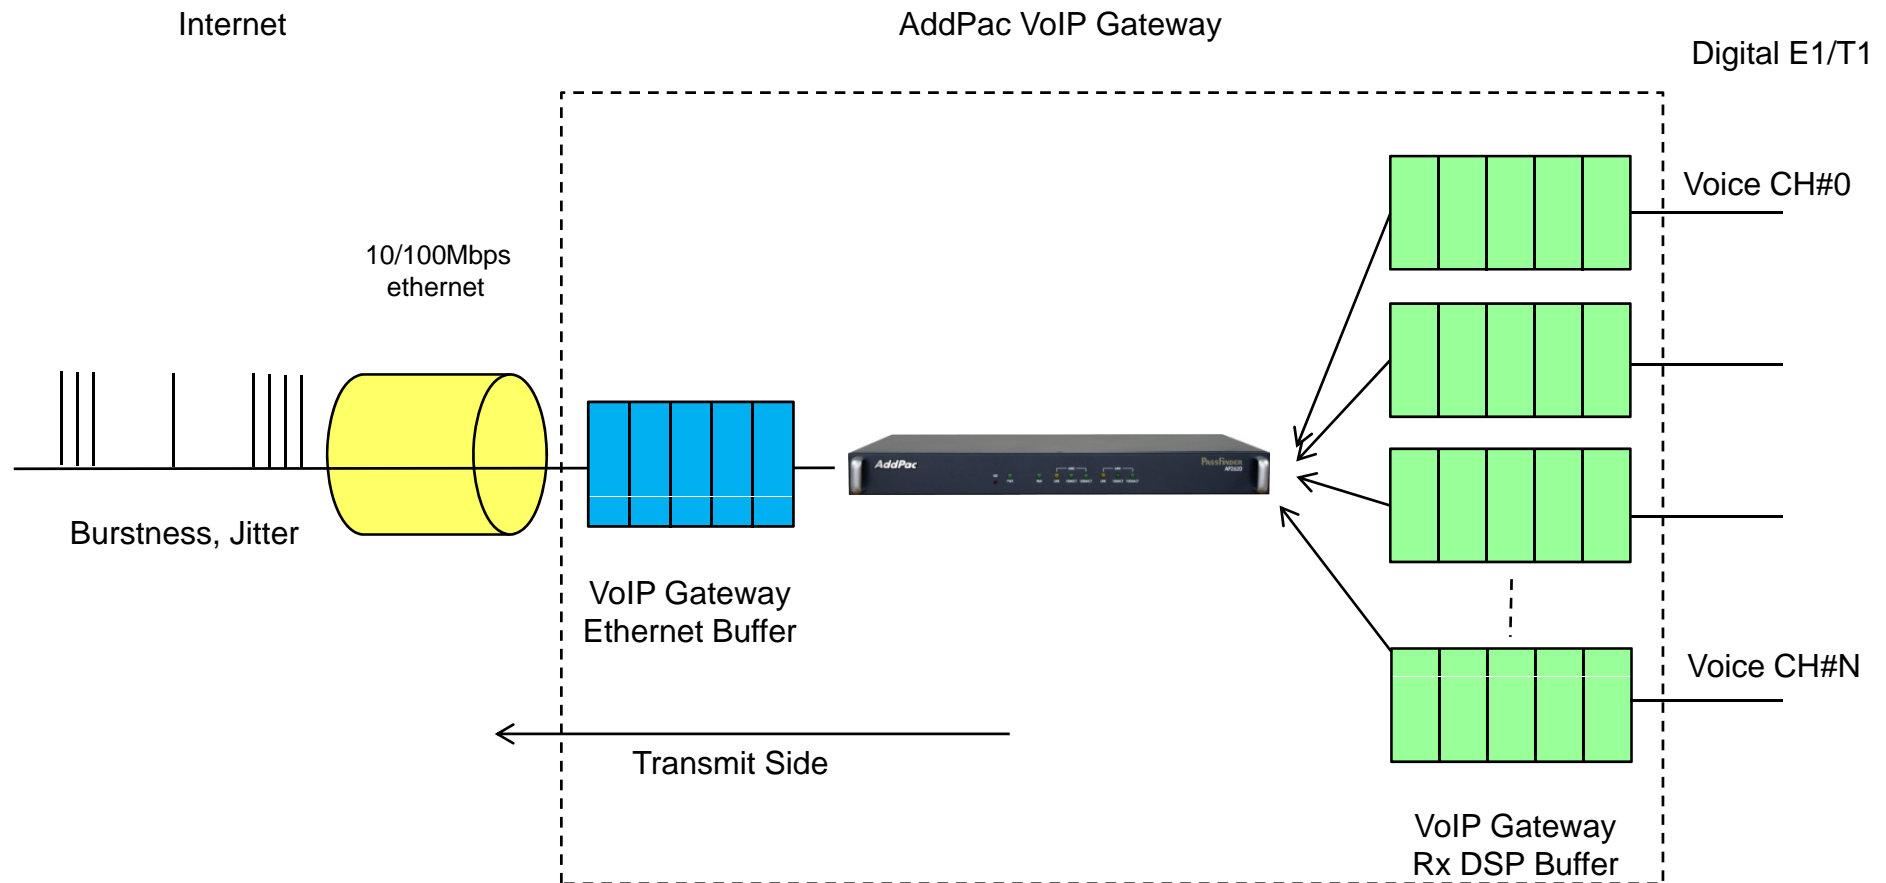 Internet
AddPac VoIP Gateway
Digital E1/T1
Voice CH#0
10/100Mbps
ethernet
AddPac
PASSFINDER
Burstness, Jitter
VoIP Gateway
Ethernet Buffer
Voice CH#N
Transmit Side
VoIP Gateway
Rx DSP Buffer